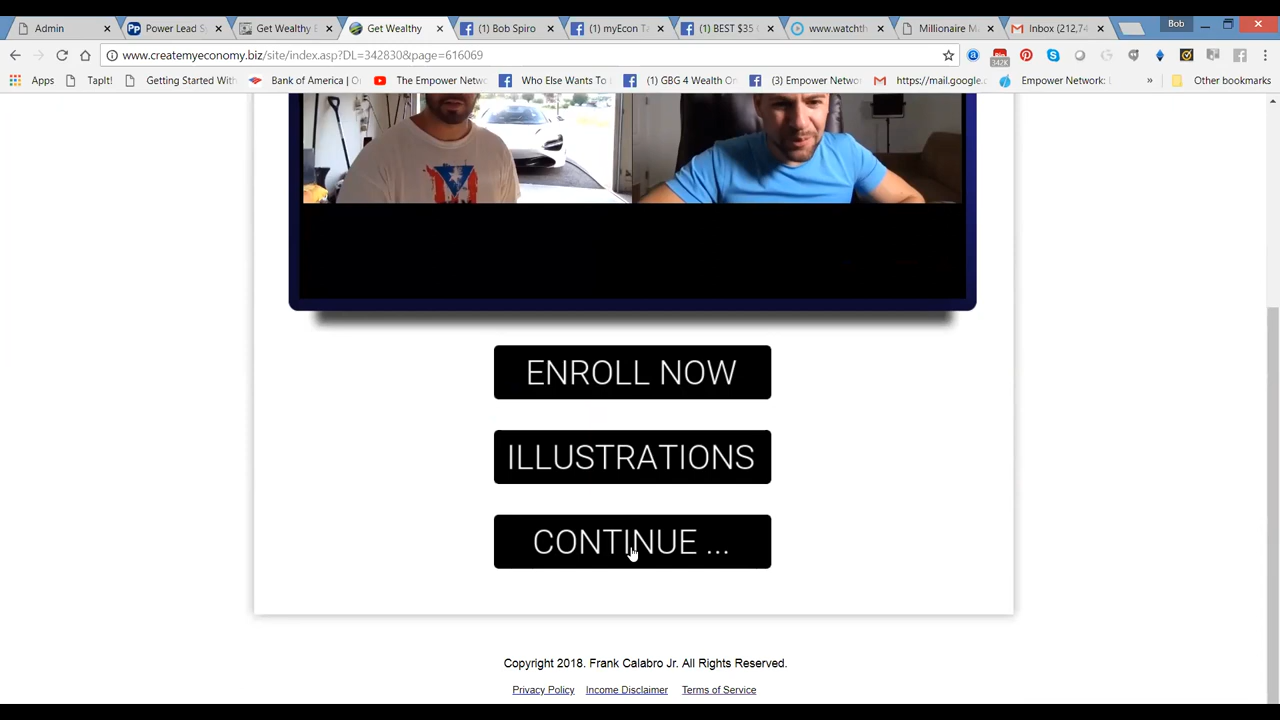 Admin
Power Lead S
Get Wealthy
Get Wealthy
(1) Bob Spiro
(1) myEcon T
(1) BEST $35
www.watchth
Millionaire M
Inbox (212,74
Bob
www.createmyeconomy.biz/site/index.asp?DL=342830&page=616069
342K
Apps
TapIt!
Getting Started With
Bank of America | O
The Empower Netw
Who Else Wants To
(1) GBG 4 Wealth On
(3) Empower Networ
https://mail.google.c
Empower Network:
»
Other bookmarks
ENROLL NOW
ILLUSTRATIONS
CONTINUE ...
Copyright 2018. Frank Calabro Jr. All Rights Reserved.
Privacy Policy
Income Disclaimer
Terms of Service